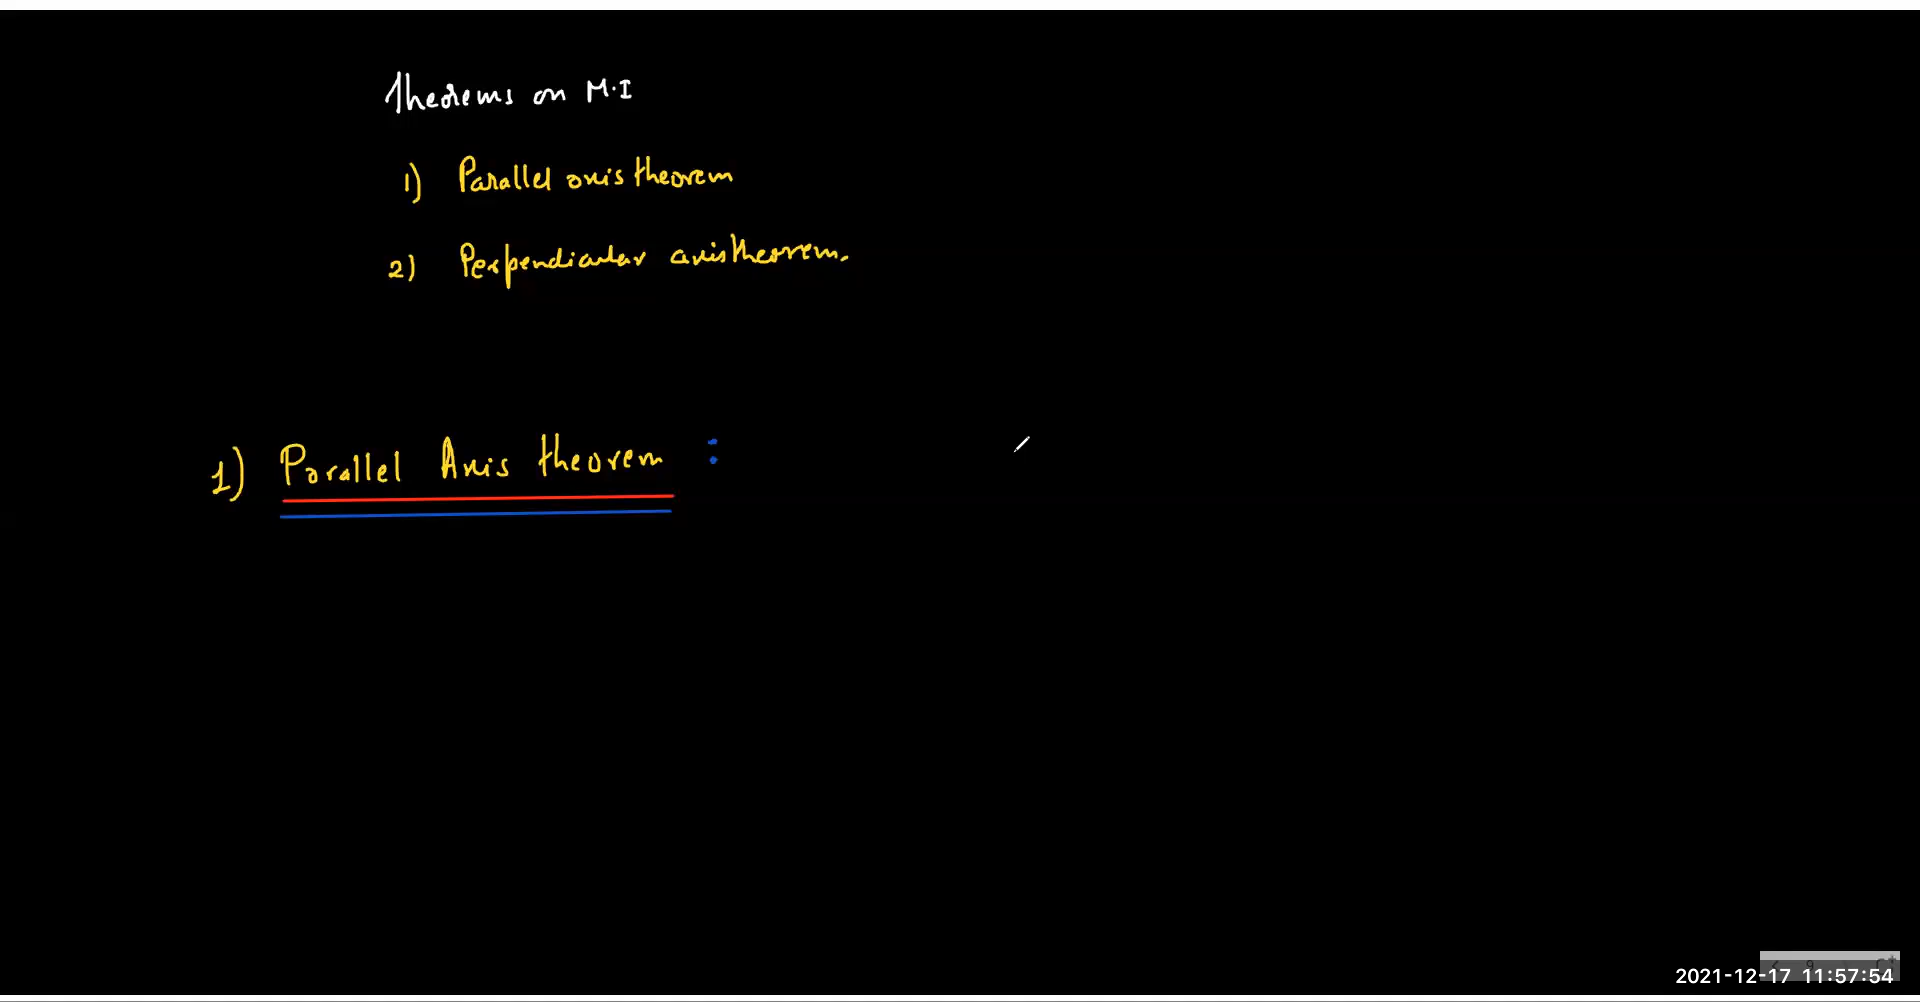 Theorems on M.I
1) Parallel axis theorem
2) Perpendicular axis theorem.
1) Parallel Axis theorem :
2021-12-17 11:57:54